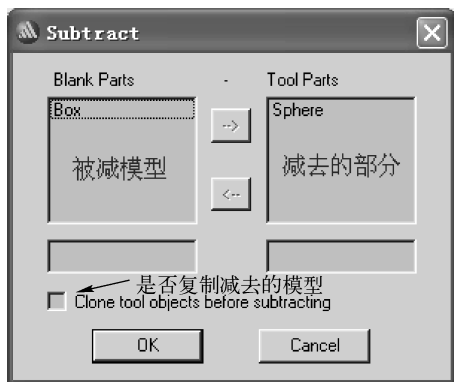 Subtract
Blank Parts - Tool Parts
Box Sphere
-->
被减模型 减去的部分
<--
是否复制减去的模型
Clone tool objects before subtracting
OK Cancel